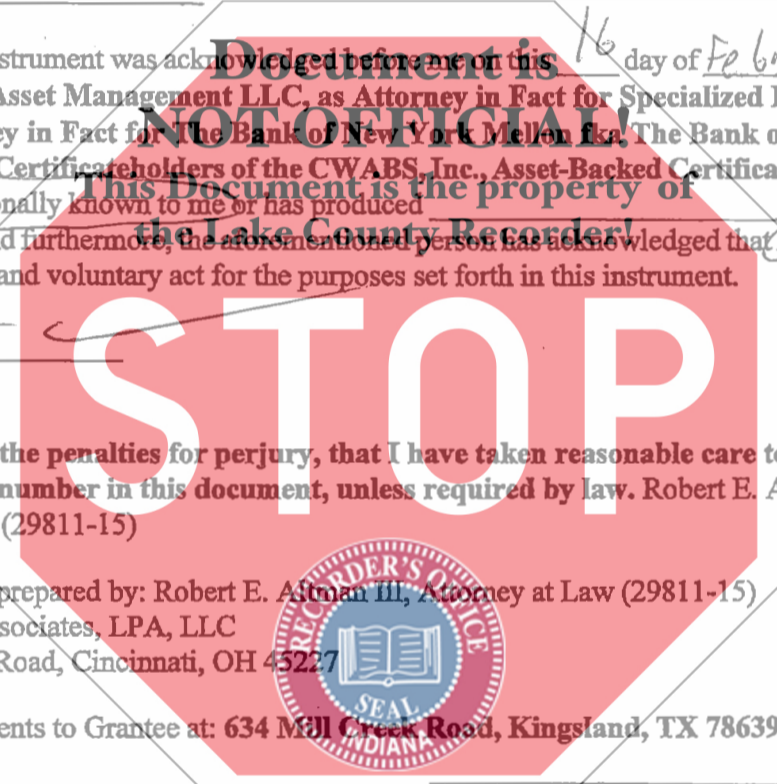 strument was acknowledged before me on this 16 day of Feb
Document is
Asset Management LLC, as Attorney in Fact for Specialized
ey in Fact for The Bank of New York Mellon fka The Bank o
NOT OFFICIAL!
Certificateholders of the CWABS, Inc., Asset-Backed Certifica
This Document is the property of
nally known to me or has produced
the Lake County Recorder!
d furthermore, the aforementioned person has acknowledged that
and voluntary act for the purposes set forth in this instrument.
STOP
the penalties for perjury, that I have taken reasonable care to
number in this document, unless required by law. Robert E. A
(29811-15)
prepared by: Robert E. Altman III, Attorney at Law (29811-15)
sociates, LPA, LLC
Road, Cincinnati, OH 45227
RECORDER'S OFFICE
SEAL
INDIANA
ents to Grantee at: 634 Mill Creek Road, Kingsland, TX 78639